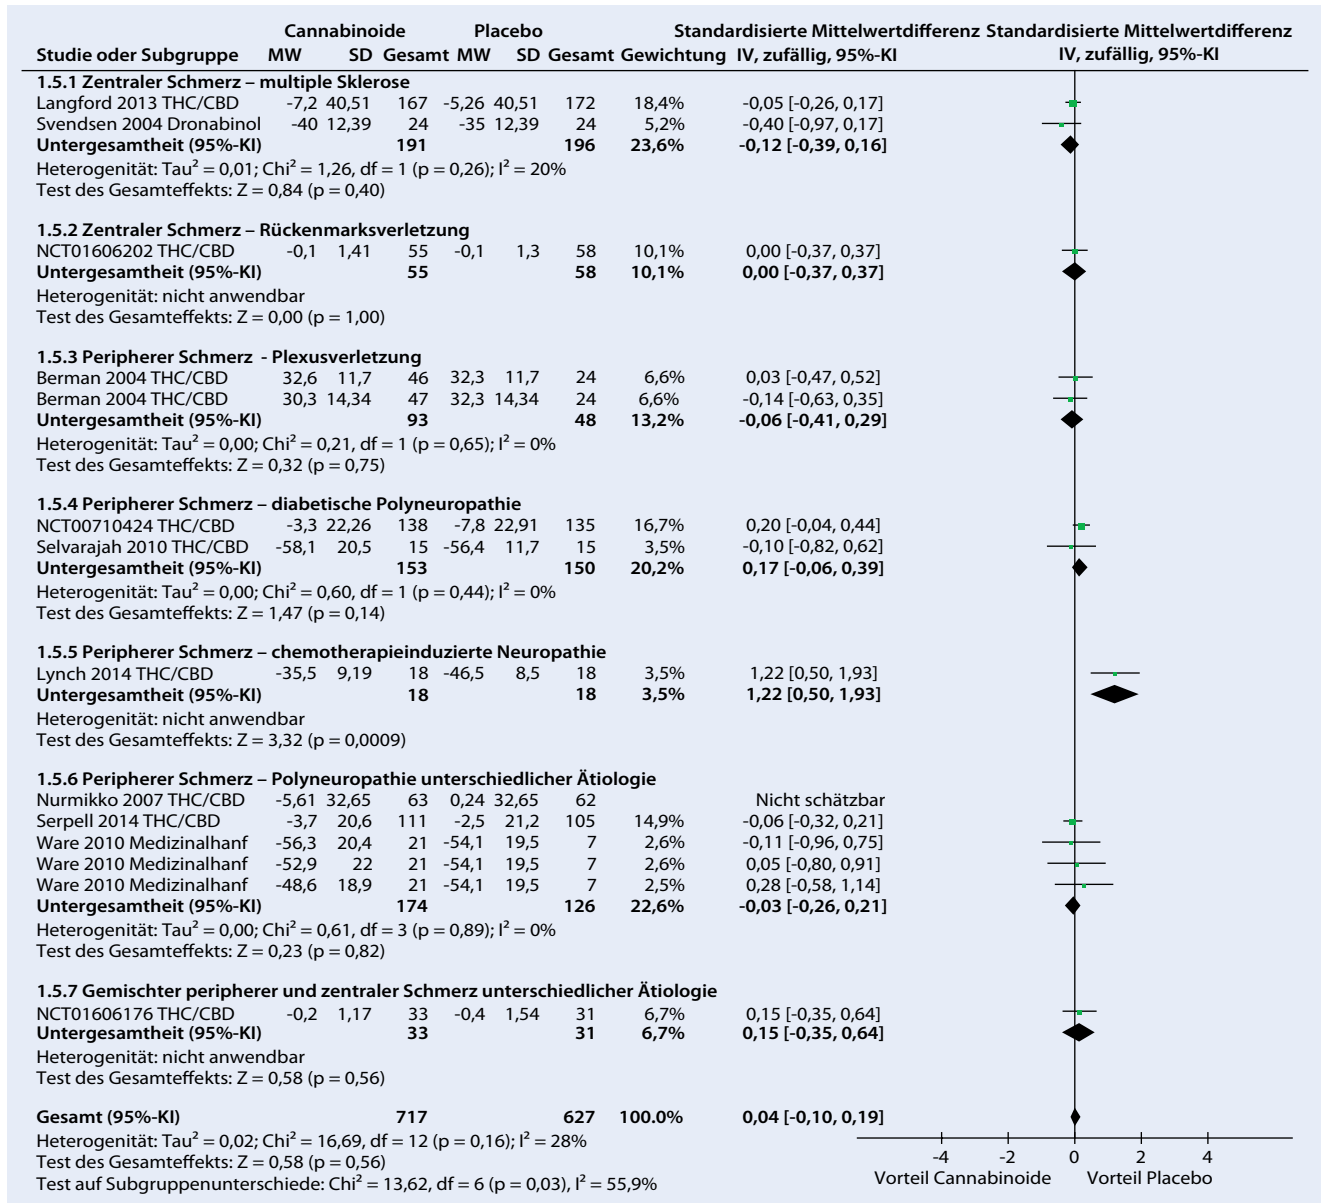 Cannabinoide Placebo Standardisierte Mittelwertdifferenz Standardisierte Mittelwertdifferenz
Studie oder Subgruppe MW SD Gesamt MW SD Gesamt Gewichtung IV, zufällig, 95%-KI IV, zufällig, 95%-KI
1.5.1 Zentraler Schmerz – multiple Sklerose
Langford 2013 THC/CBD -7,2 40,51 167 -5,26 40,51 172 18,4% -0,05 [-0,26, 0,17]
Svendsen 2004 Dronabinol -40 12,39 24 -35 12,39 24 5,2% -0,40 [-0,97, 0,17]
Untergesamtheit (95%-KI) 191 196 23,6% -0,12 [-0,39, 0,16]
Heterogenität: Tau² = 0,01; Chi² = 1,26, df = 1 (p = 0,26); I² = 20%
Test des Gesamteffekts: Z = 0,84 (p = 0,40)
1.5.2 Zentraler Schmerz – Rückenmarksverletzung
NCT01606202 THC/CBD -0,1 1,41 55 -0,1 1,3 58 10,1% 0,00 [-0,37, 0,37]
Untergesamtheit (95%-KI) 55 58 10,1% 0,00 [-0,37, 0,37]
Heterogenität: nicht anwendbar
Test des Gesamteffekts: Z = 0,00 (p = 1,00)
1.5.3 Peripherer Schmerz - Plexusverletzung
Berman 2004 THC/CBD 32,6 11,7 46 32,3 11,7 24 6,6% 0,03 [-0,47, 0,52]
Berman 2004 THC/CBD 30,3 14,34 47 32,3 14,34 24 6,6% -0,14 [-0,63, 0,35]
Untergesamtheit (95%-KI) 93 48 13,2% -0,06 [-0,41, 0,29]
Heterogenität: Tau² = 0,00; Chi² = 0,21, df = 1 (p = 0,65); I² = 0%
Test des Gesamteffekts: Z = 0,32 (p = 0,75)
1.5.4 Peripherer Schmerz – diabetische Polyneuropathie
NCT00710424 THC/CBD -3,3 22,26 138 -7,8 22,91 135 16,7% 0,20 [-0,04, 0,44]
Selvarajah 2010 THC/CBD -58,1 20,5 15 -56,4 11,7 15 3,5% -0,10 [-0,82, 0,62]
Untergesamtheit (95%-KI) 153 150 20,2% 0,17 [-0,06, 0,39]
Heterogenität: Tau² = 0,00; Chi² = 0,60, df = 1 (p = 0,44); I² = 0%
Test des Gesamteffekts: Z = 1,47 (p = 0,14)
1.5.5 Peripherer Schmerz – chemotherapieinduzierte Neuropathie
Lynch 2014 THC/CBD -35,5 9,19 18 -46,5 8,5 18 3,5% 1,22 [0,50, 1,93]
Untergesamtheit (95%-KI) 18 18 3,5% 1,22 [0,50, 1,93]
Heterogenität: nicht anwendbar
Test des Gesamteffekts: Z = 3,32 (p = 0,0009)
1.5.6 Peripherer Schmerz – Polyneuropathie unterschiedlicher Ätiologie
Nurmikko 2007 THC/CBD -5,61 32,65 63 0,24 32,65 62 Nicht schätzbar
Serpell 2014 THC/CBD -3,7 20,6 111 -2,5 21,2 105 14,9% -0,06 [-0,32, 0,21]
Ware 2010 Medizinalhanf -56,3 20,4 21 -54,1 19,5 7 2,6% -0,11 [-0,96, 0,75]
Ware 2010 Medizinalhanf -52,9 22 21 -54,1 19,5 7 2,6% 0,05 [-0,80, 0,91]
Ware 2010 Medizinalhanf -48,6 18,9 21 -54,1 19,5 7 2,5% 0,28 [-0,58, 1,14]
Untergesamtheit (95%-KI) 174 126 22,6% -0,03 [-0,26, 0,21]
Heterogenität: Tau² = 0,00; Chi² = 0,61, df = 3 (p = 0,89); I² = 0%
Test des Gesamteffekts: Z = 0,23 (p = 0,82)
1.5.7 Gemischter peripherer und zentraler Schmerz unterschiedlicher Ätiologie
NCT01606176 THC/CBD -0,2 1,17 33 -0,4 1,54 31 6,7% 0,15 [-0,35, 0,64]
Untergesamtheit (95%-KI) 33 31 6,7% 0,15 [-0,35, 0,64]
Heterogenität: nicht anwendbar
Test des Gesamteffekts: Z = 0,58 (p = 0,56)
Gesamt (95%-KI) 717 627 100.0% 0,04 [-0,10, 0,19]
Heterogenität: Tau² = 0,02; Chi² = 16,69, df = 12 (p = 0,16); I² = 28%
Test des Gesamteffekts: Z = 0,58 (p = 0,56)
Test auf Subgruppenunterschiede: Chi² = 13,62, df = 6 (p = 0,03), I² = 55,9%
-4 -2 0 2 4
Vorteil Cannabinoide Vorteil Placebo